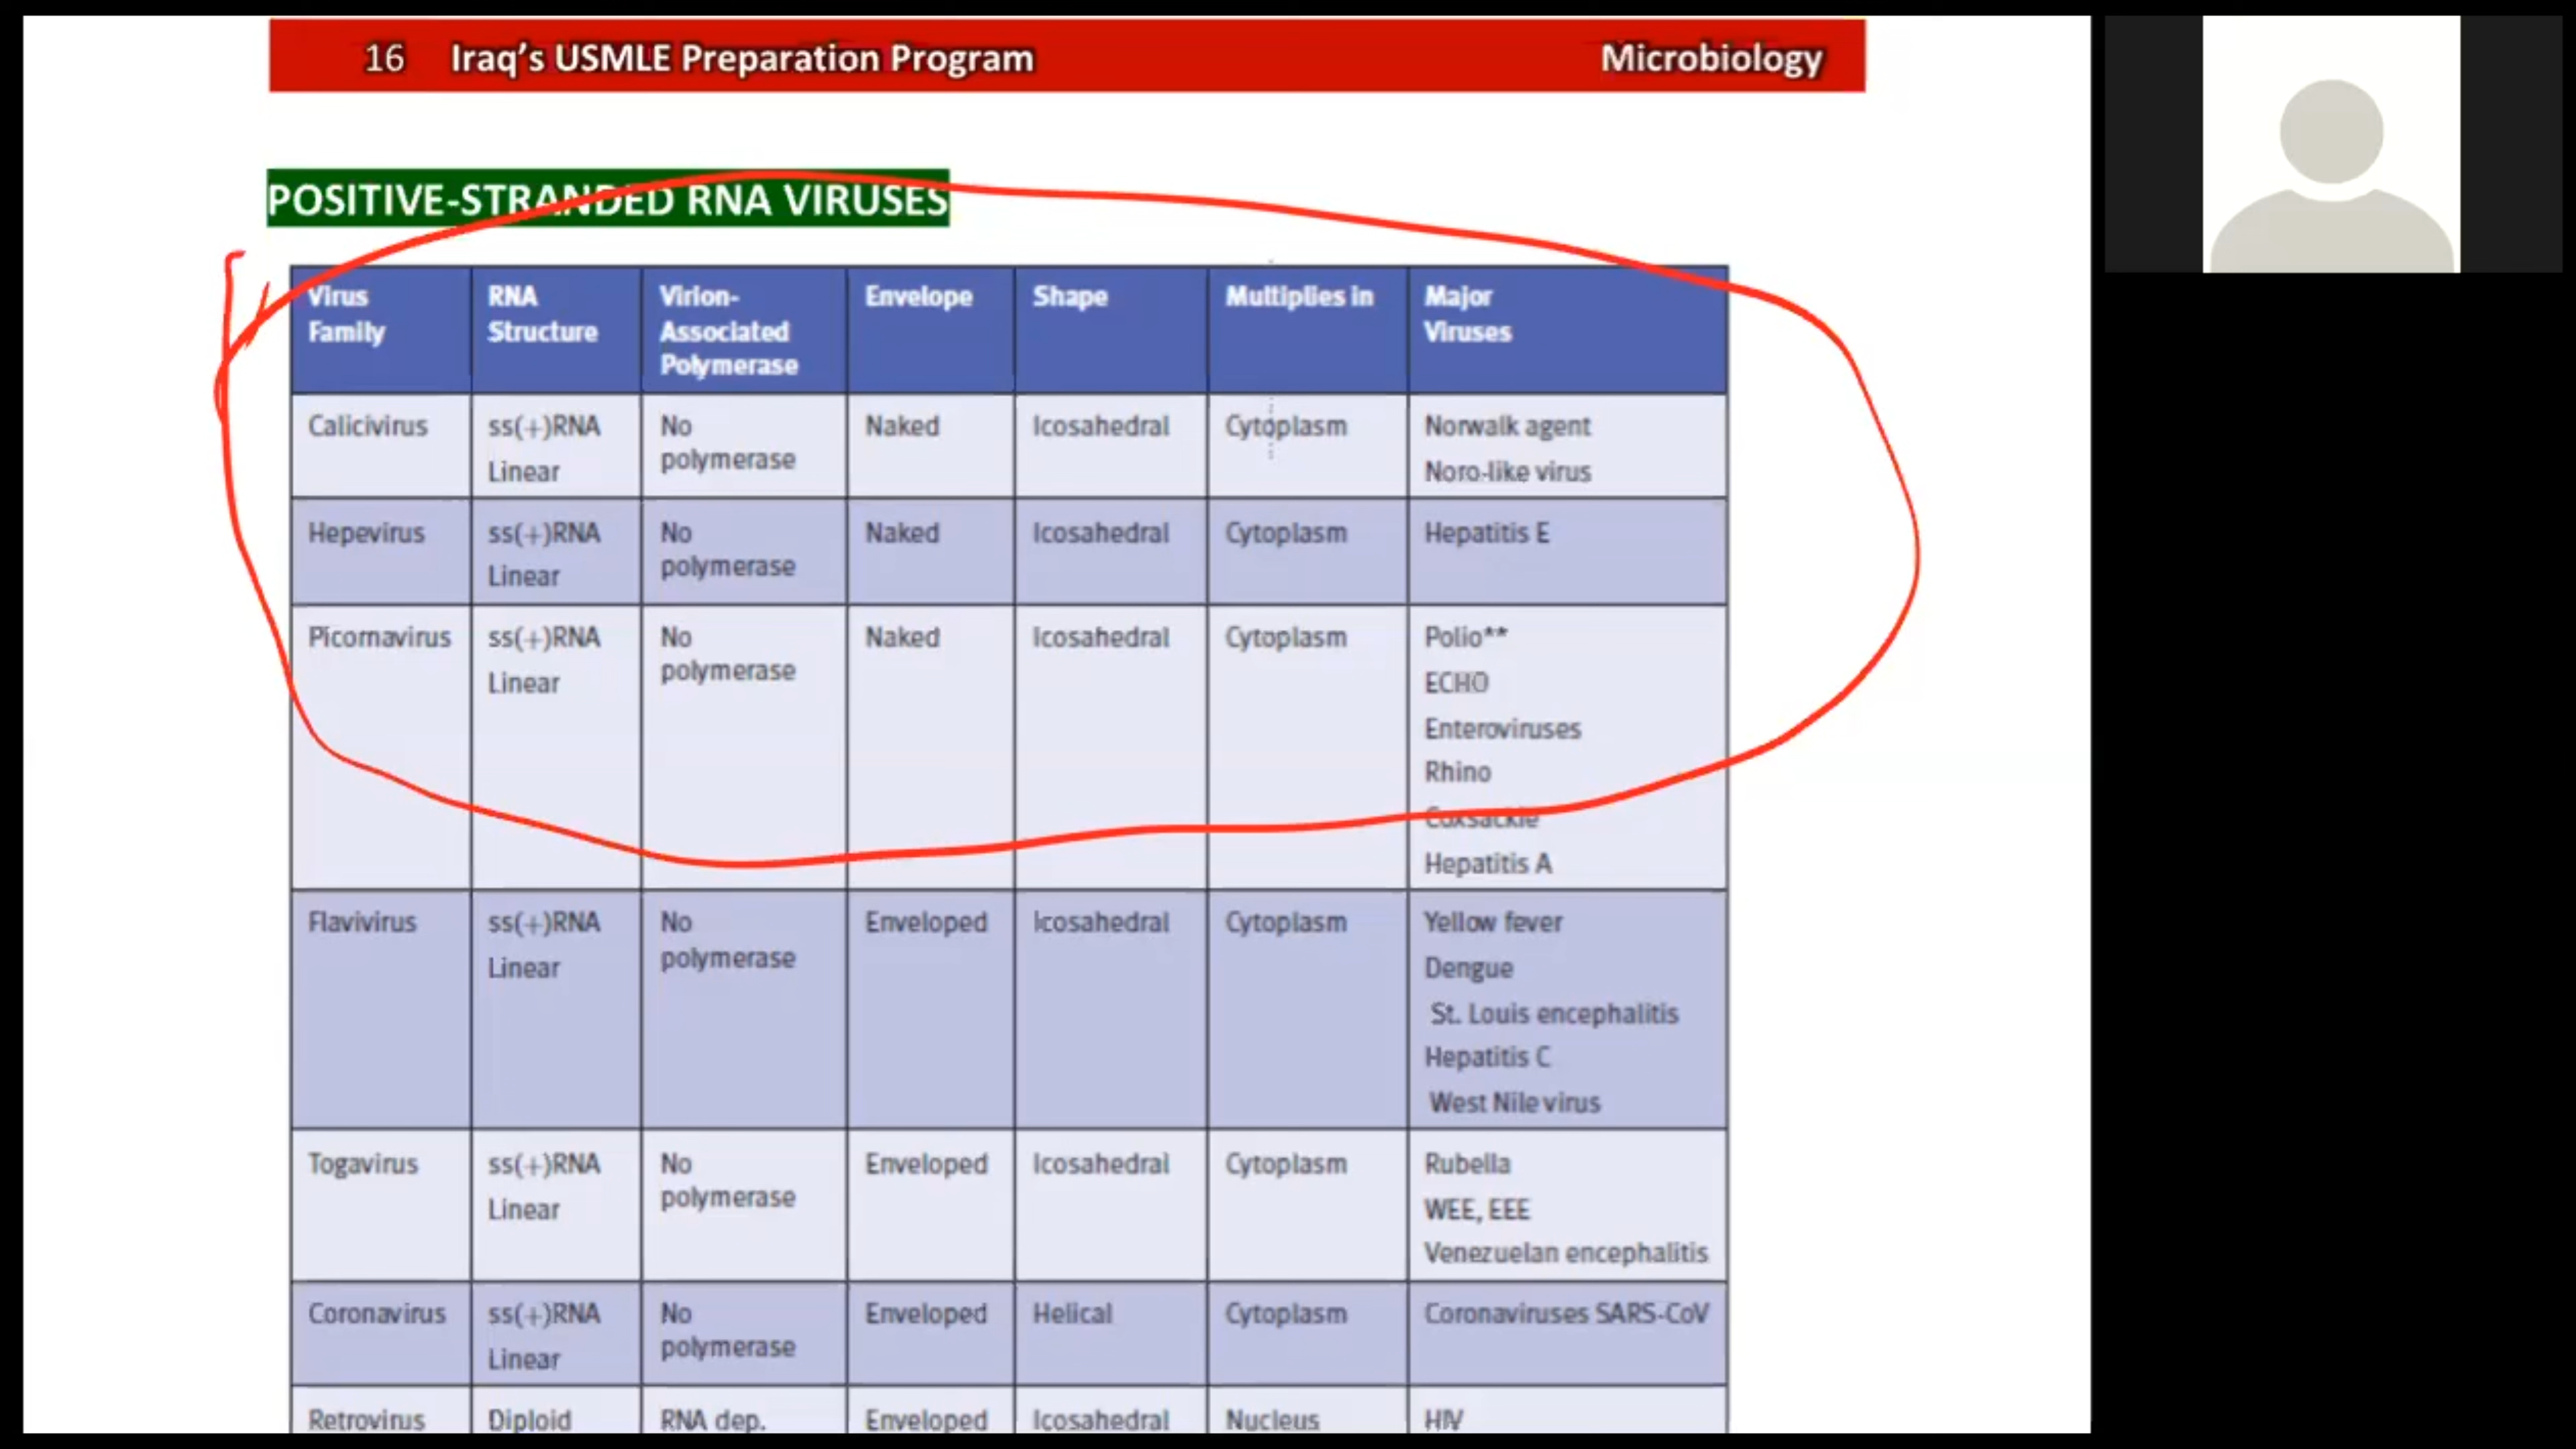 16 Iraq's USMLE Preparation Program Microbiology
POSITIVE-STRANDED RNA VIRUSES
Virus Family RNA Structure Virion-Associated Polymerase Envelope Shape Multiplies in Major Viruses
Calicivirus ss(+)RNA Linear No polymerase Naked Icosahedral Cytoplasm Norwalk agent
Noro-like virus
Hepevirus ss(+)RNA Linear No polymerase Naked Icosahedral Cytoplasm Hepatitis E
Picornavirus ss(+)RNA Linear No polymerase Naked Icosahedral Cytoplasm Polio**
ECHO
Enteroviruses
Rhino
Coxsackie
Hepatitis A
Flavivirus ss(+)RNA Linear No polymerase Enveloped Icosahedral Cytoplasm Yellow fever
Dengue
St. Louis encephalitis
Hepatitis C
West Nile virus
Togavirus ss(+)RNA Linear No polymerase Enveloped Icosahedral Cytoplasm Rubella
WEE, EEE
Venezuelan encephalitis
Coronavirus ss(+)RNA Linear No polymerase Enveloped Helical Cytoplasm Coronaviruses SARS-CoV
Retrovirus Diploid RNA dep. Enveloped Icosahedral Nucleus HIV